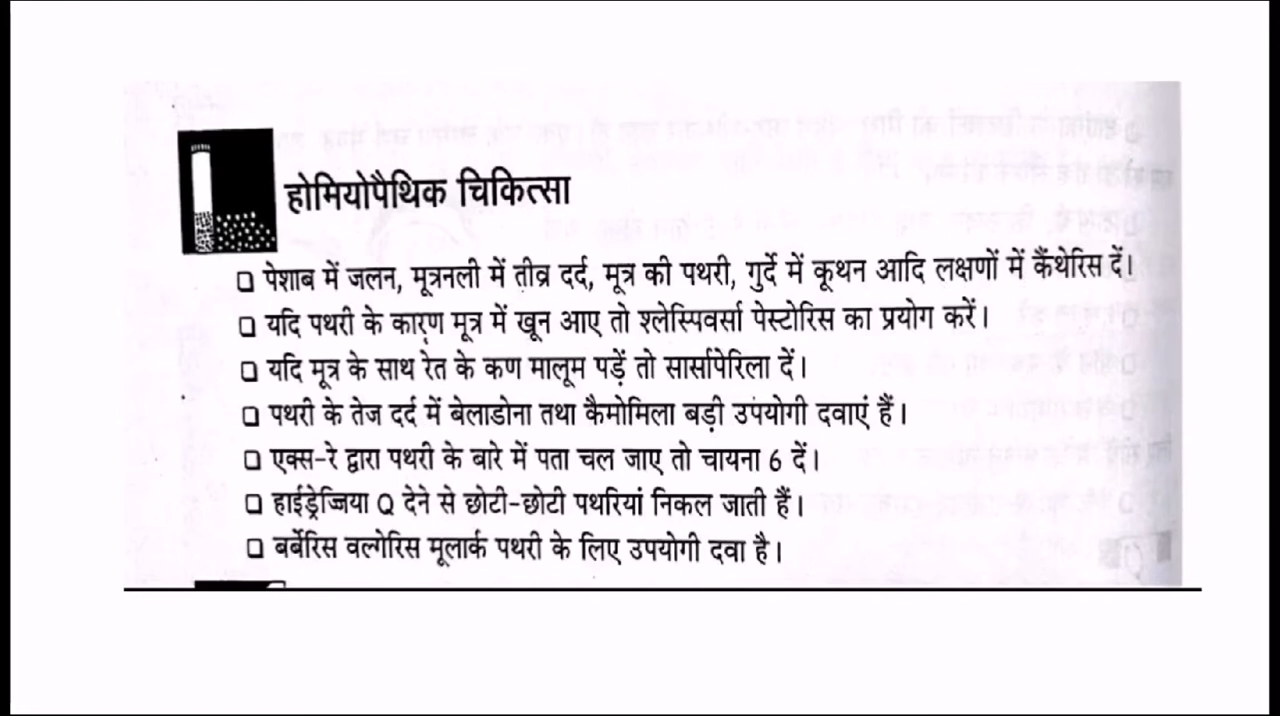 होमियोपैथिक चिकित्सा
❑ पेशाब में जलन, मूत्रनली में तीव्र दर्द, मूत्र की पथरी, गुर्दे में कूथन आदि लक्षणों में कैंथेरिस दें।
❑ यदि पथरी के कारण मूत्र में खून आए तो श्लेस्पिवर्सा पेस्टोरिस का प्रयोग करें।
❑ यदि मूत्र के साथ रेत के कण मालूम पड़ें तो सार्सापेरिला दें।
❑ पथरी के तेज दर्द में बेलाडोना तथा कैमोमिला बड़ी उपयोगी दवाएं हैं।
❑ एक्स-रे द्वारा पथरी के बारे में पता चल जाए तो चायना 6 दें।
❑ हाईड्रेज्जिया Q देने से छोटी-छोटी पथरियां निकल जाती हैं।
❑ बर्बेरिस वल्गेरिस मूलार्क पथरी के लिए उपयोगी दवा है।